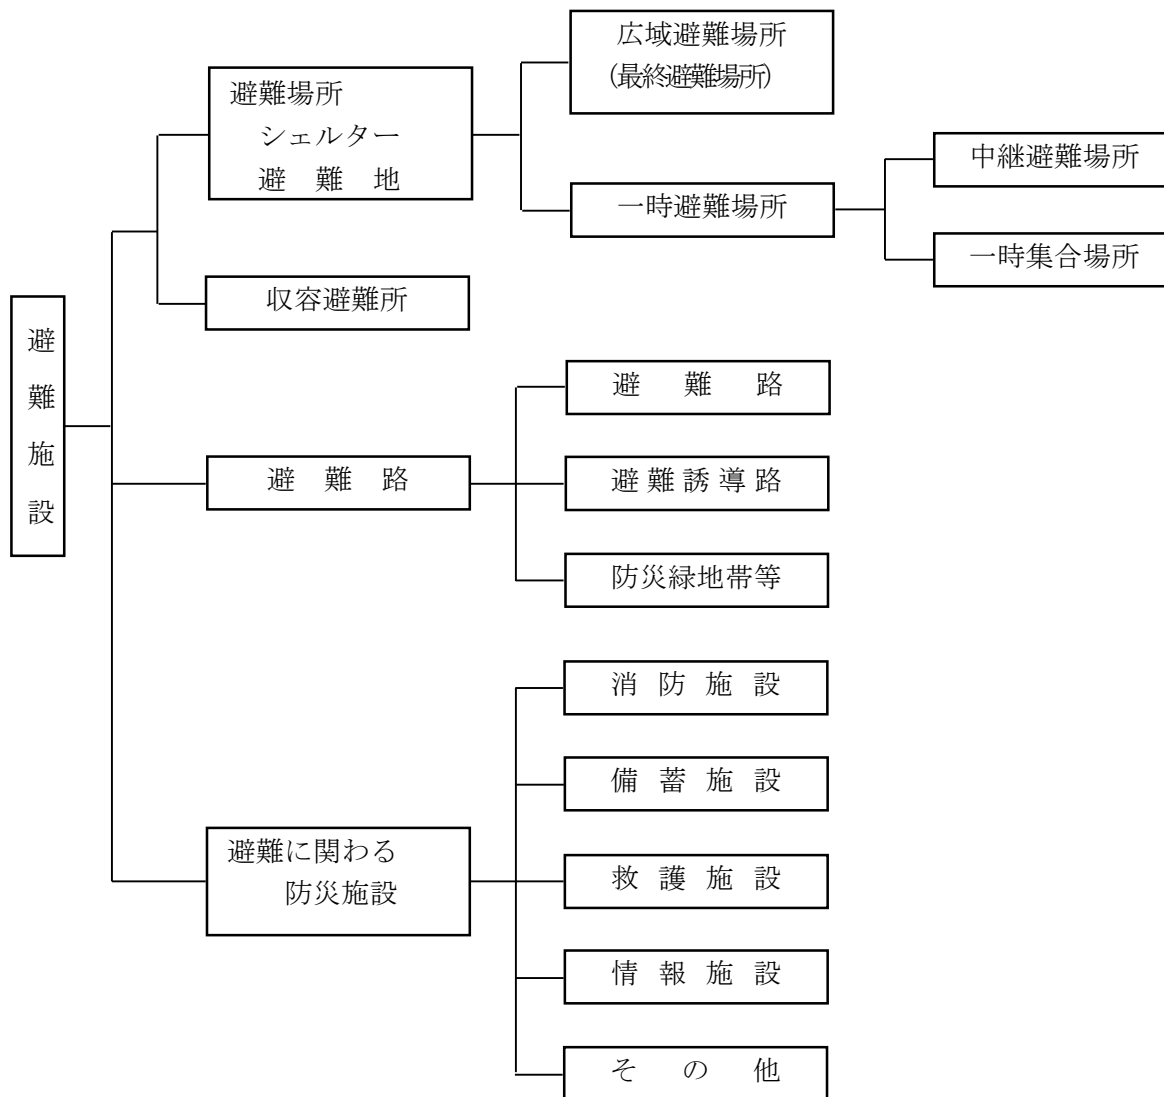 避難施設
避難場所
シェルター
避　難　地
広域避難場所
(最終避難場所)
一時避難場所
中継避難場所
一時集合場所
収容避難所
避　難　路
避　難　路
避難誘導路
防災緑地帯等
避難に関わる
防災施設
消防施設
備蓄施設
救護施設
情報施設
その他